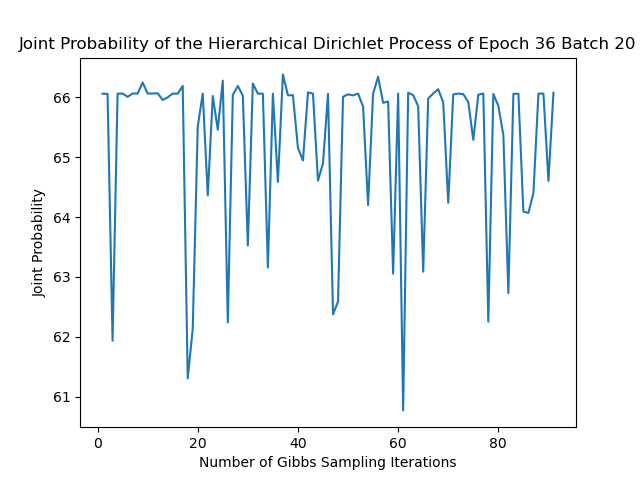 Joint Probability of the Hierarchical Dirichlet Process of Epoch 36 Batch 20
66
65
64
63
62
61
Joint Probability
0 20 40 60 80
Number of Gibbs Sampling Iterations